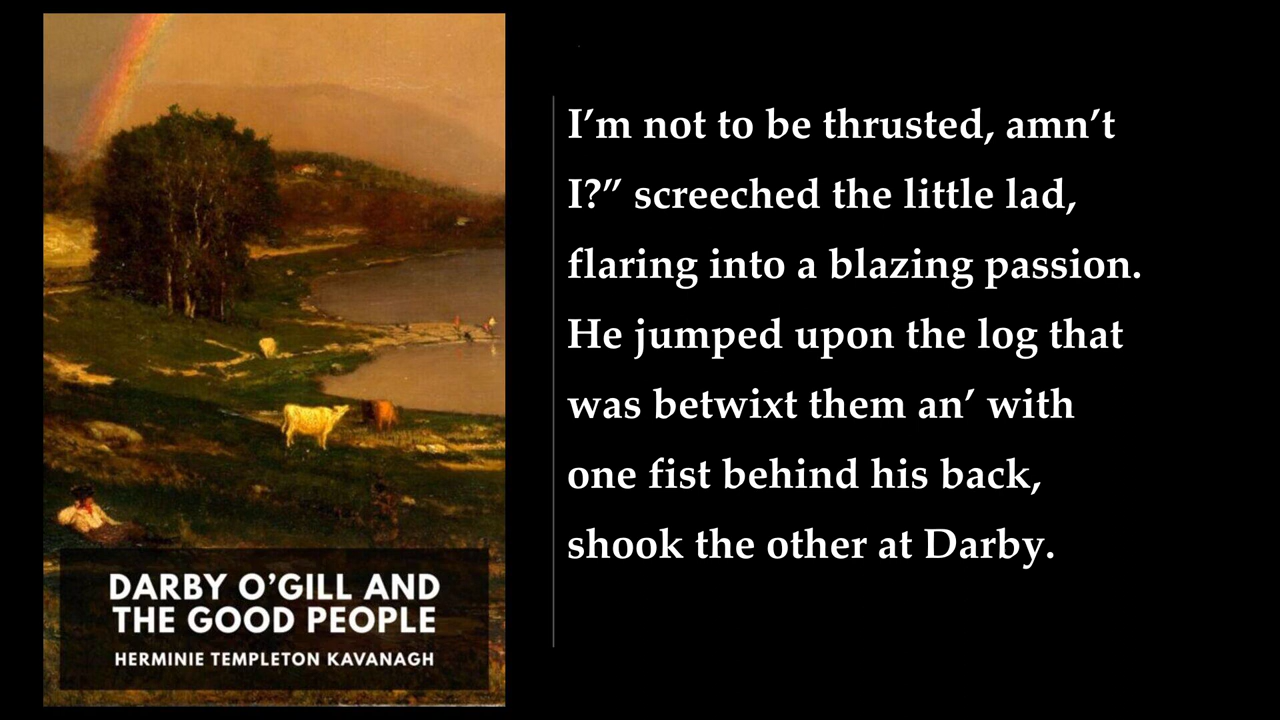 I’m not to be thrusted, amn’t
I?” screeched the little lad,
flaring into a blazing passion.
He jumped upon the log that
was betwixt them an’ with
one fist behind his back,
shook the other at Darby.
DARBY O’GILL AND
THE GOOD PEOPLE
HERMINIE TEMPLETON KAVANAGH